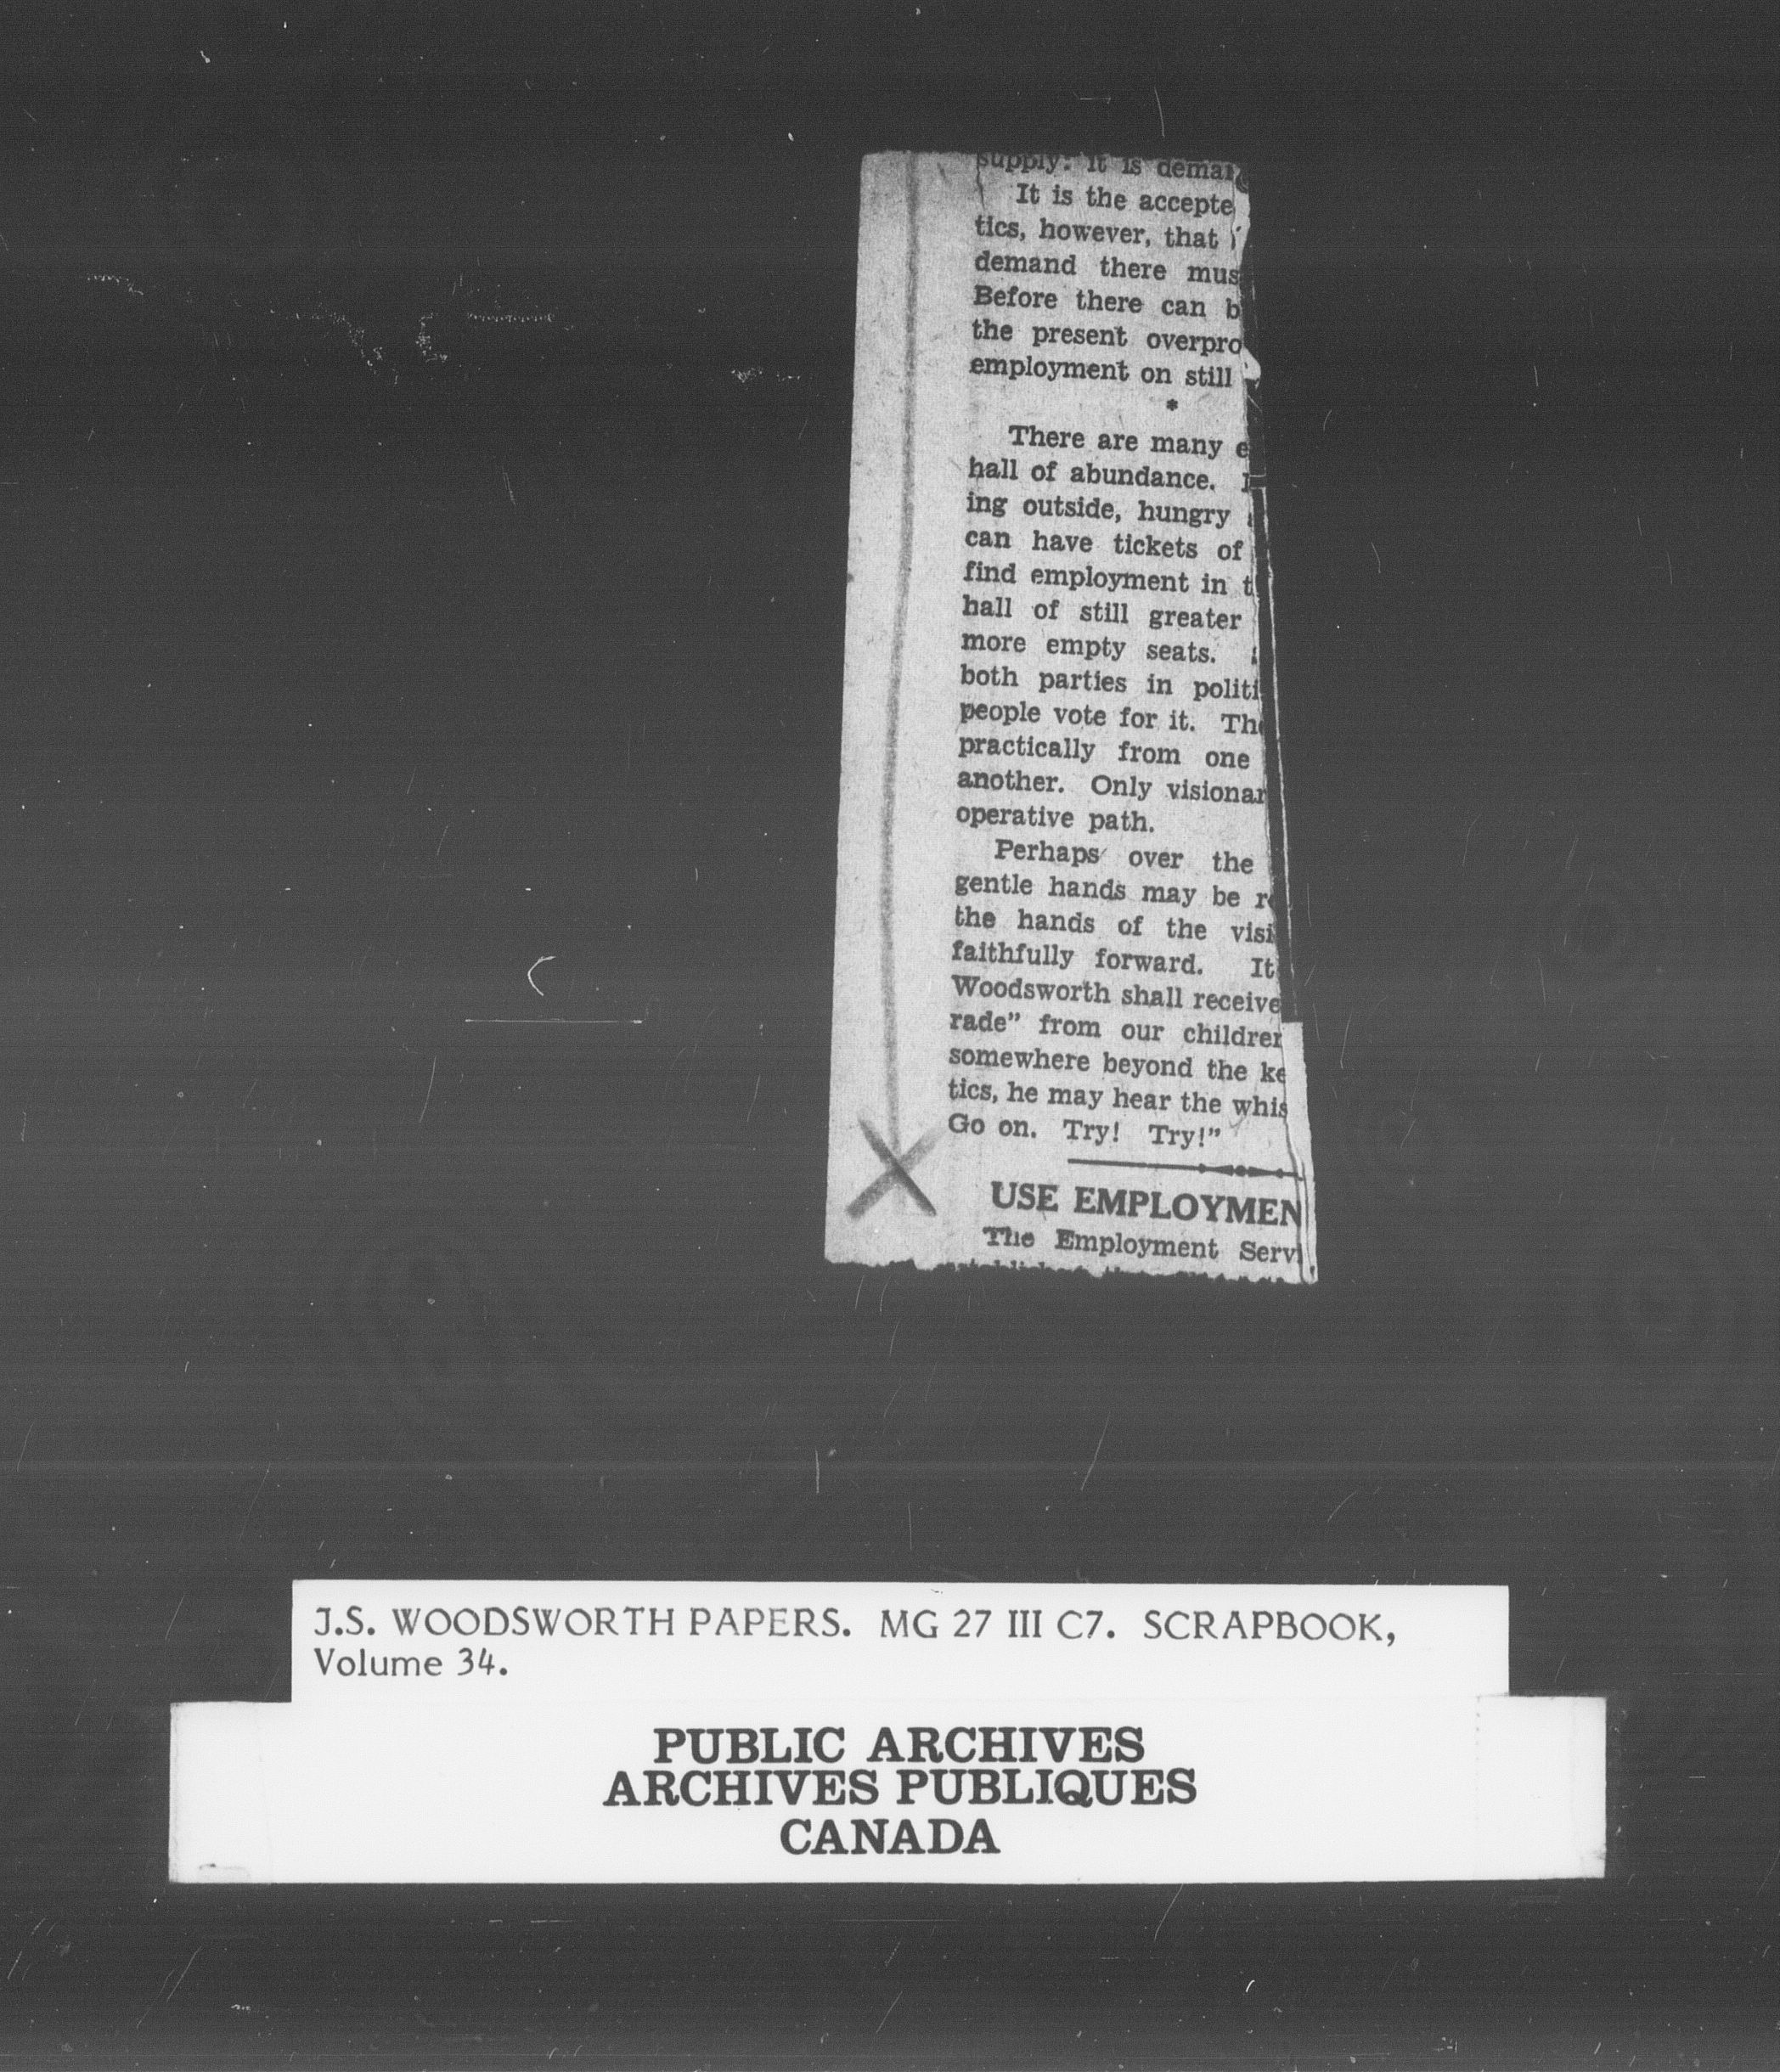 supply: it is deman
It is the accepte
tics, however, that
demand there mus
Before there can b
the present overpro
employment on still
*
There are many e
hall of abundance.
ing outside, hungry
can have tickets of
find employment in t
hall of still greater
more empty seats.
both parties in politi
people vote for it. The
practically from one
another. Only visionar
operative path.
Perhaps over the
gentle hands may be re
the hands of the visi
faithfully forward. It
Woodsworth shall receive
rade" from our childrer
somewhere beyond the ke
tics, he may hear the whis
Go on. Try! Try!"
USE EMPLOYMEN
The Employment Serv
J.S. WOODSWORTH PAPERS. MG 27 III C7. SCRAPBOOK,
Volume 34.
PUBLIC ARCHIVES
ARCHIVES PUBLIQUES
CANADA